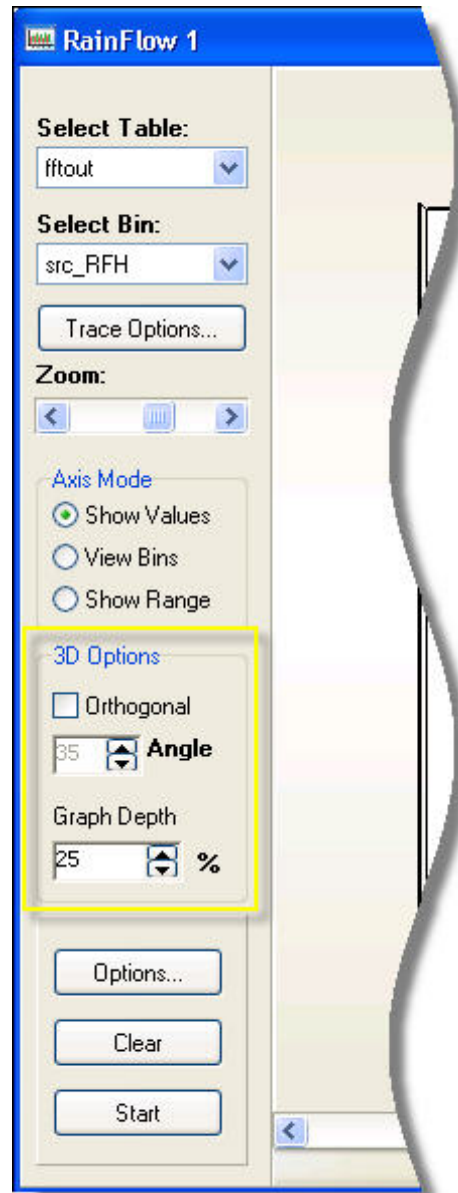 RainFlow 1
Select Table:
fftout
Select Bin:
src_RFH
Trace Options...
Zoom:
Axis Mode
Show Values
View Bins
Show Range
3D Options
Orthogonal
35 Angle
Graph Depth
25 %
Options...
Clear
Start